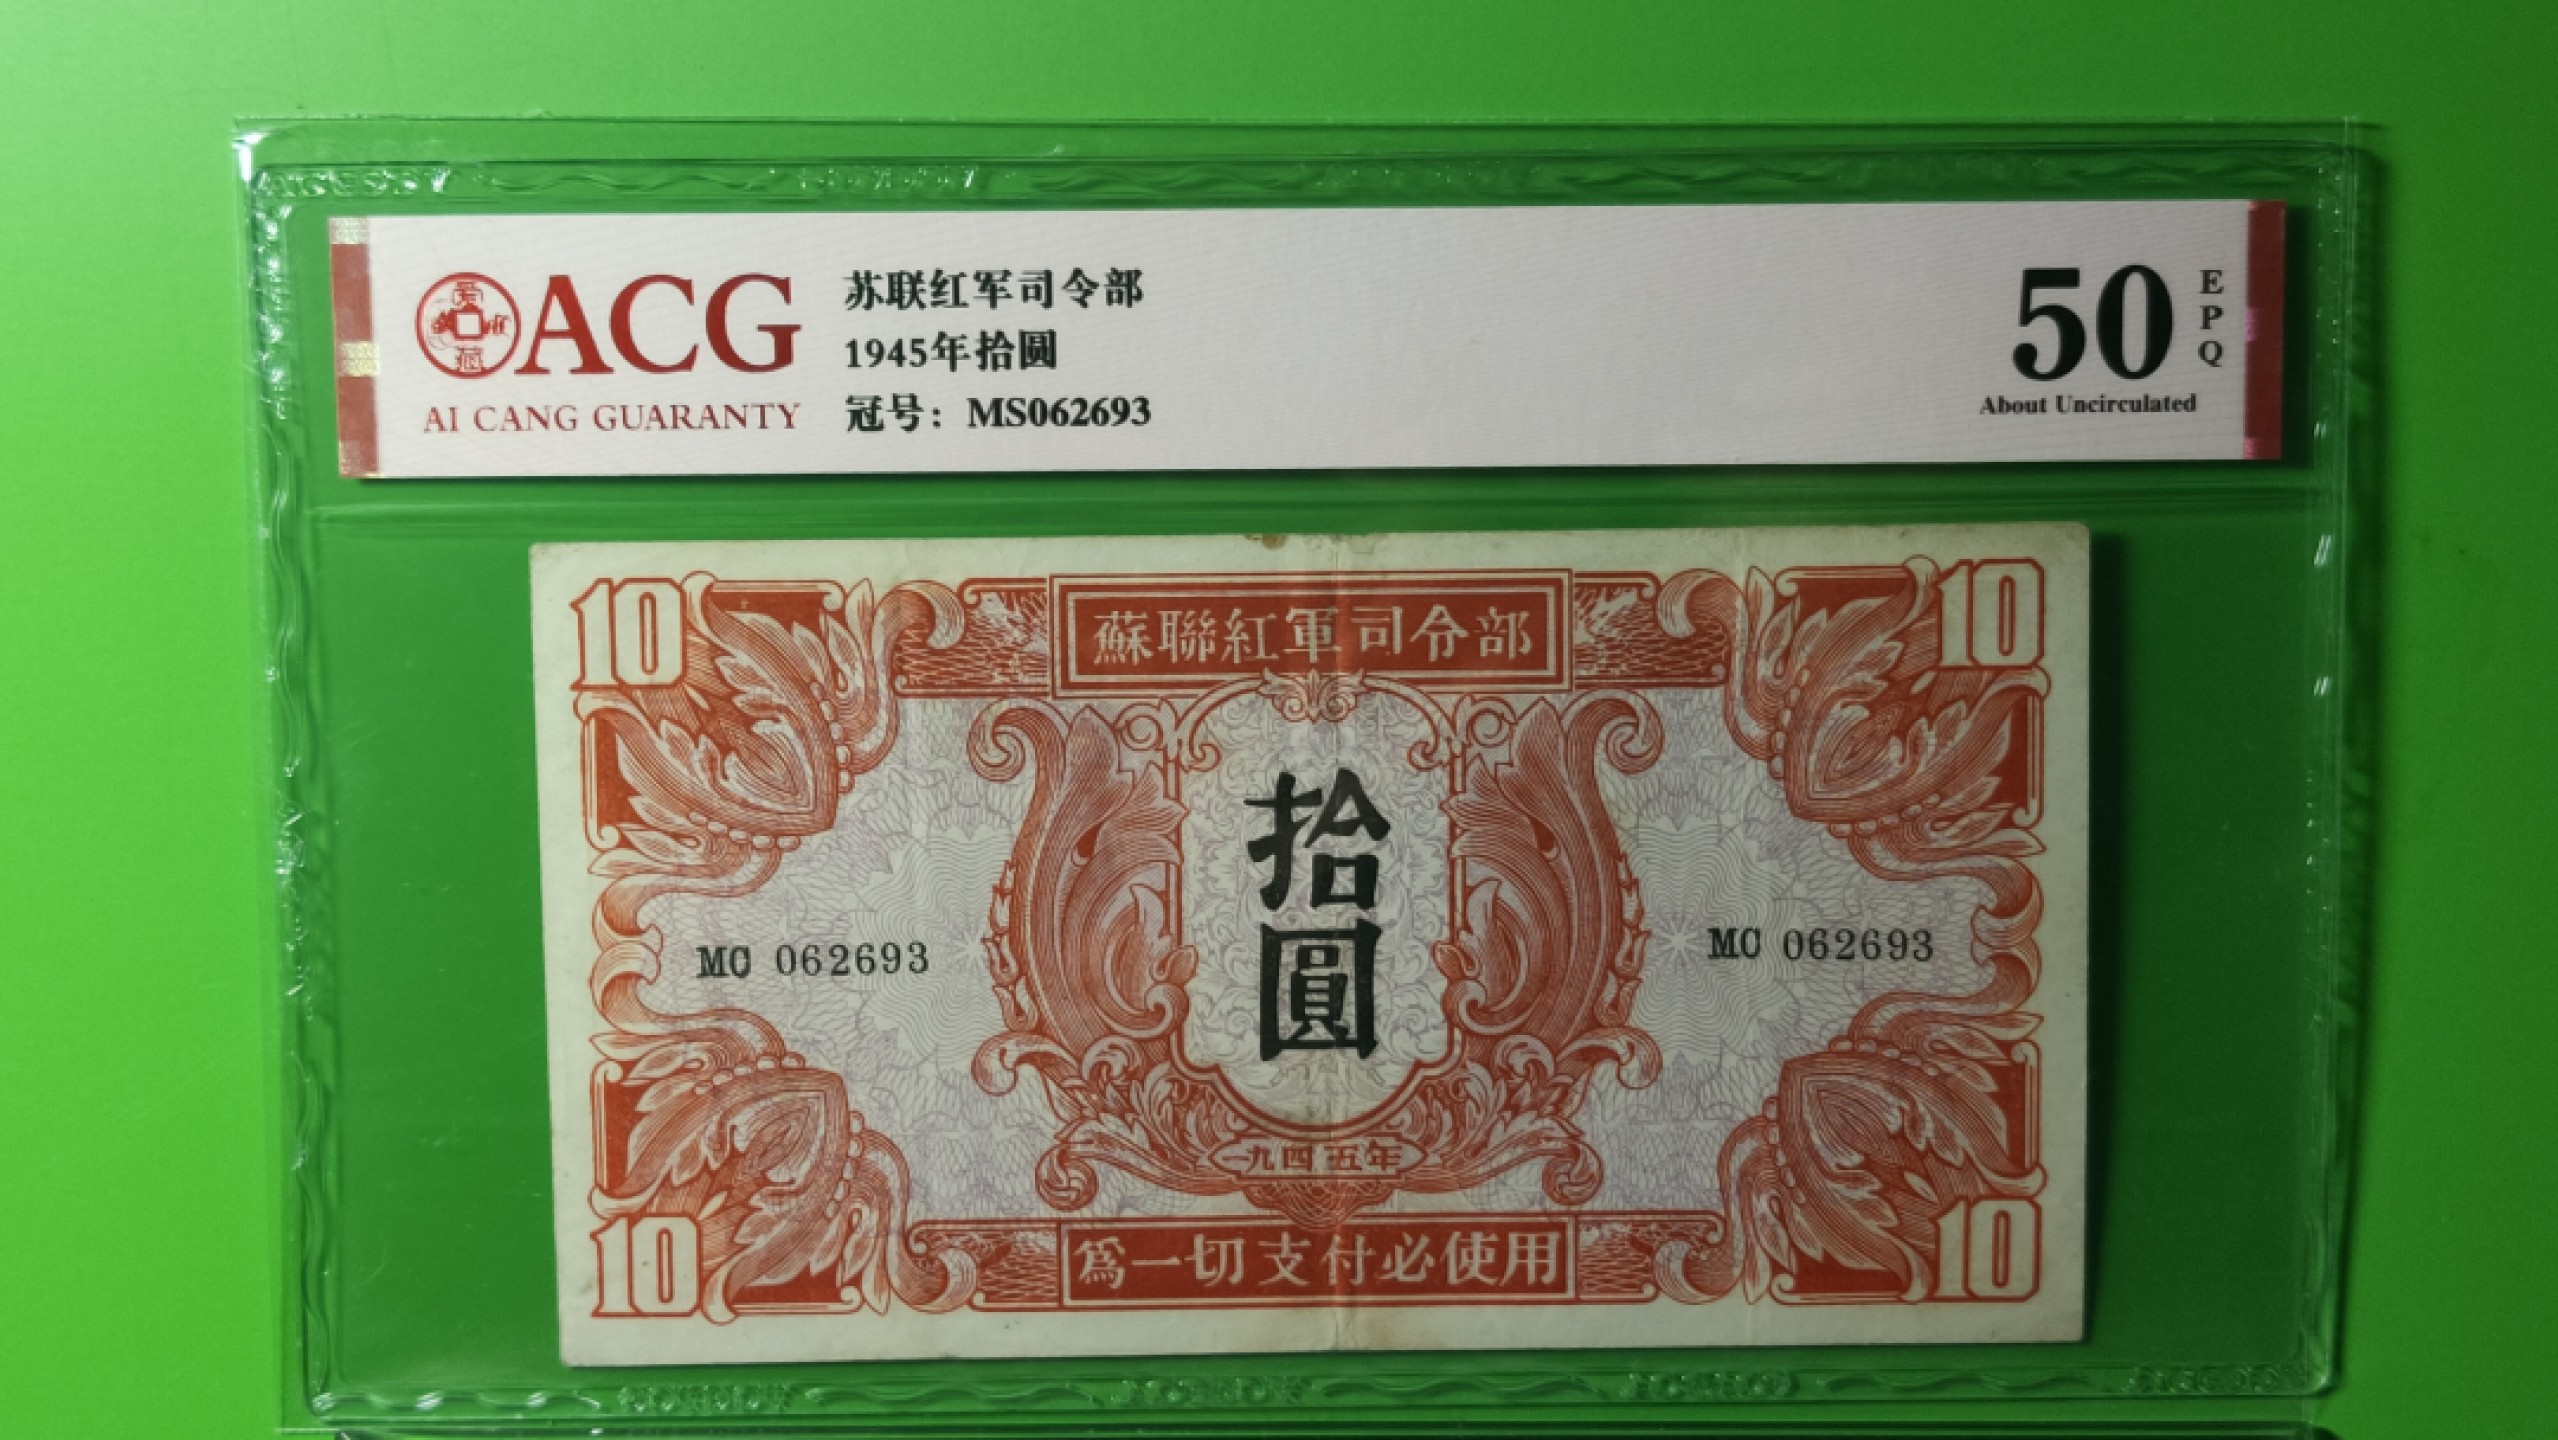 ACG
AI CANG GUARANTY
苏联红军司令部
1945年拾圆
冠号：MS062693
50
EPQ
About Uncirculated
10
蘇聯紅軍司令部
10
拾圓
MC 062693
MC 062693
一九四五年
10
爲一切支付必使用
10